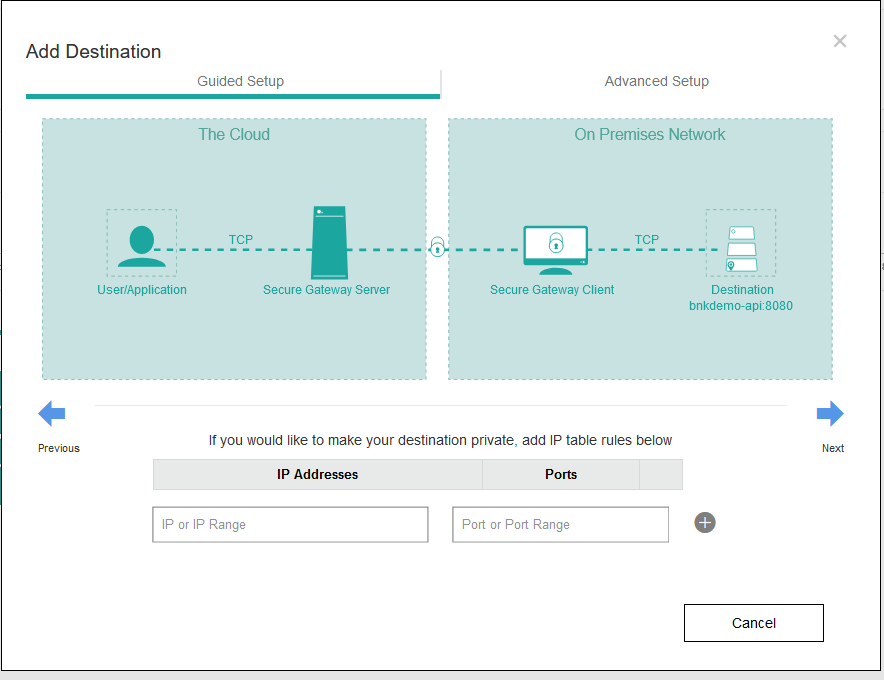 Add Destination
Guided Setup
Advanced Setup
The Cloud
On Premises Network
TCP
TCP
User/Application
Secure Gateway Server
Secure Gateway Client
Destination
bnkdemo-api:8080
Previous
Next
If you would like to make your destination private, add IP table rules below
IP Addresses
Ports
IP or IP Range
Port or Port Range
Cancel